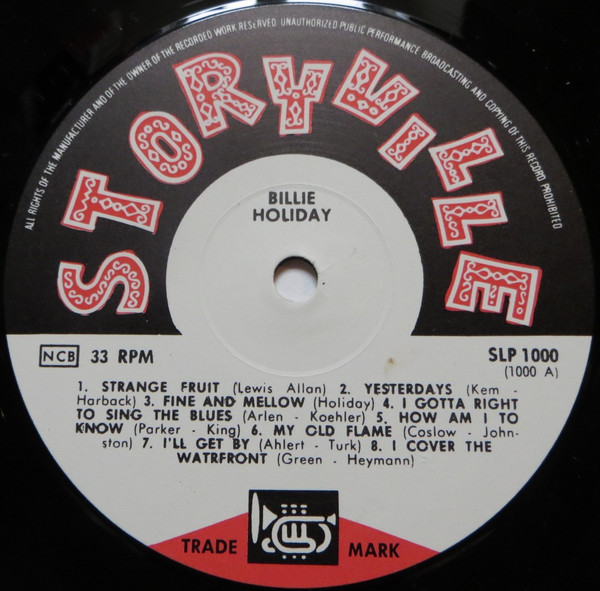 ALL RIGHTS OF THE MANUFACTURER AND OF THE OWNER OF THE RECORDED WORK RESERVED. UNAUTHORIZED PUBLIC PERFORMANCE BROADCASTING AND COPYING OF THIS RECORD PROHIBITED
STORYVILLE
BILLIE
HOLIDAY
NCB 33 RPM
SLP 1000
(1000 A)
1. STRANGE FRUIT (Lewis Allan) 2. YESTERDAYS (Kem -
Harback) 3. FINE AND MELLOW (Holiday) 4. I GOTTA RIGHT
TO SING THE BLUES (Arlen - Koehler) 5. HOW AM I TO
KNOW (Parker - King) 6. MY OLD FLAME (Coslow - John-
ston) 7. I'LL GET BY (Ahlert - Turk) 8. I COVER THE
WATRFRONT (Green - Heymann)
TRADE MARK